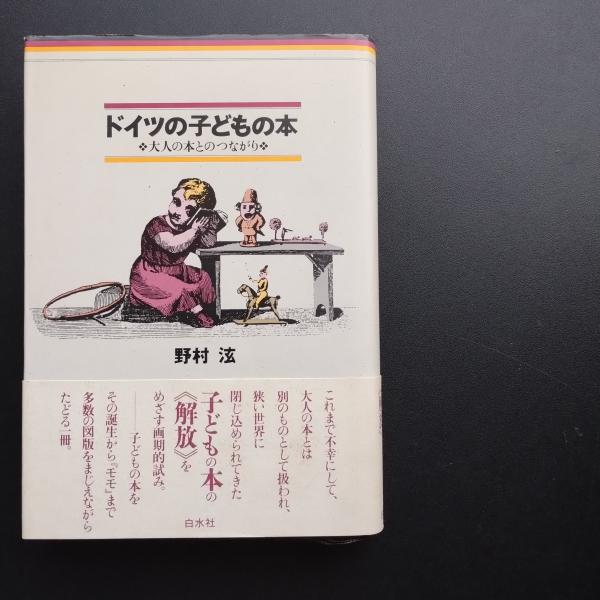 ドイツの子どもの本
❖大人の本とのつながり❖
野村 泫
これまで不幸にして、
大人の本とは
別のものとして扱われ、
狭い世界に
閉じ込められてきた
子どもの本の
《解放》を
めざす画期的試み。
──子どもの本を
その誕生から『モモ』まで
多数の図版をまじえながら
たどる一冊。
白水社